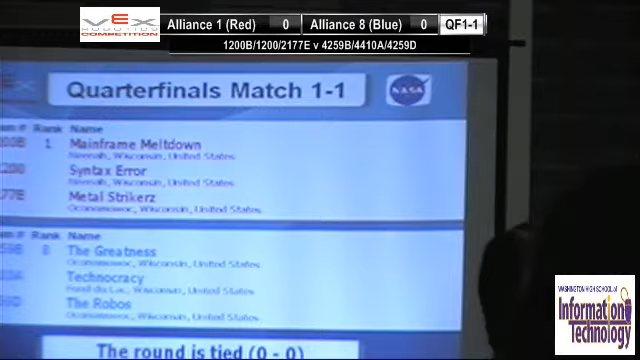 VEX
ROBOTICS
COMPETITION
Alliance 1 (Red) 0 Alliance 8 (Blue) 0 QF1-1
1200B/1200/2177E v 4259B/4410A/4259D
Quarterfinals Match 1-1
NASA
Rank Name
1 Mainframe Meltdown
Neenah, Wisconsin, United States
1200 Syntax Error
Neenah, Wisconsin, United States
77E Metal Strikerz
Oconomowoc, Wisconsin, United States
Rank Name
59B 8 The Greatness
Oconomowoc, Wisconsin, United States
Technocracy
Fond du Lac, Wisconsin, United States
The Robos
Oconomowoc, Wisconsin, United States
The round is tied (0 - 0)
WASHINGTON HIGH SCHOOL of
Information
Technology